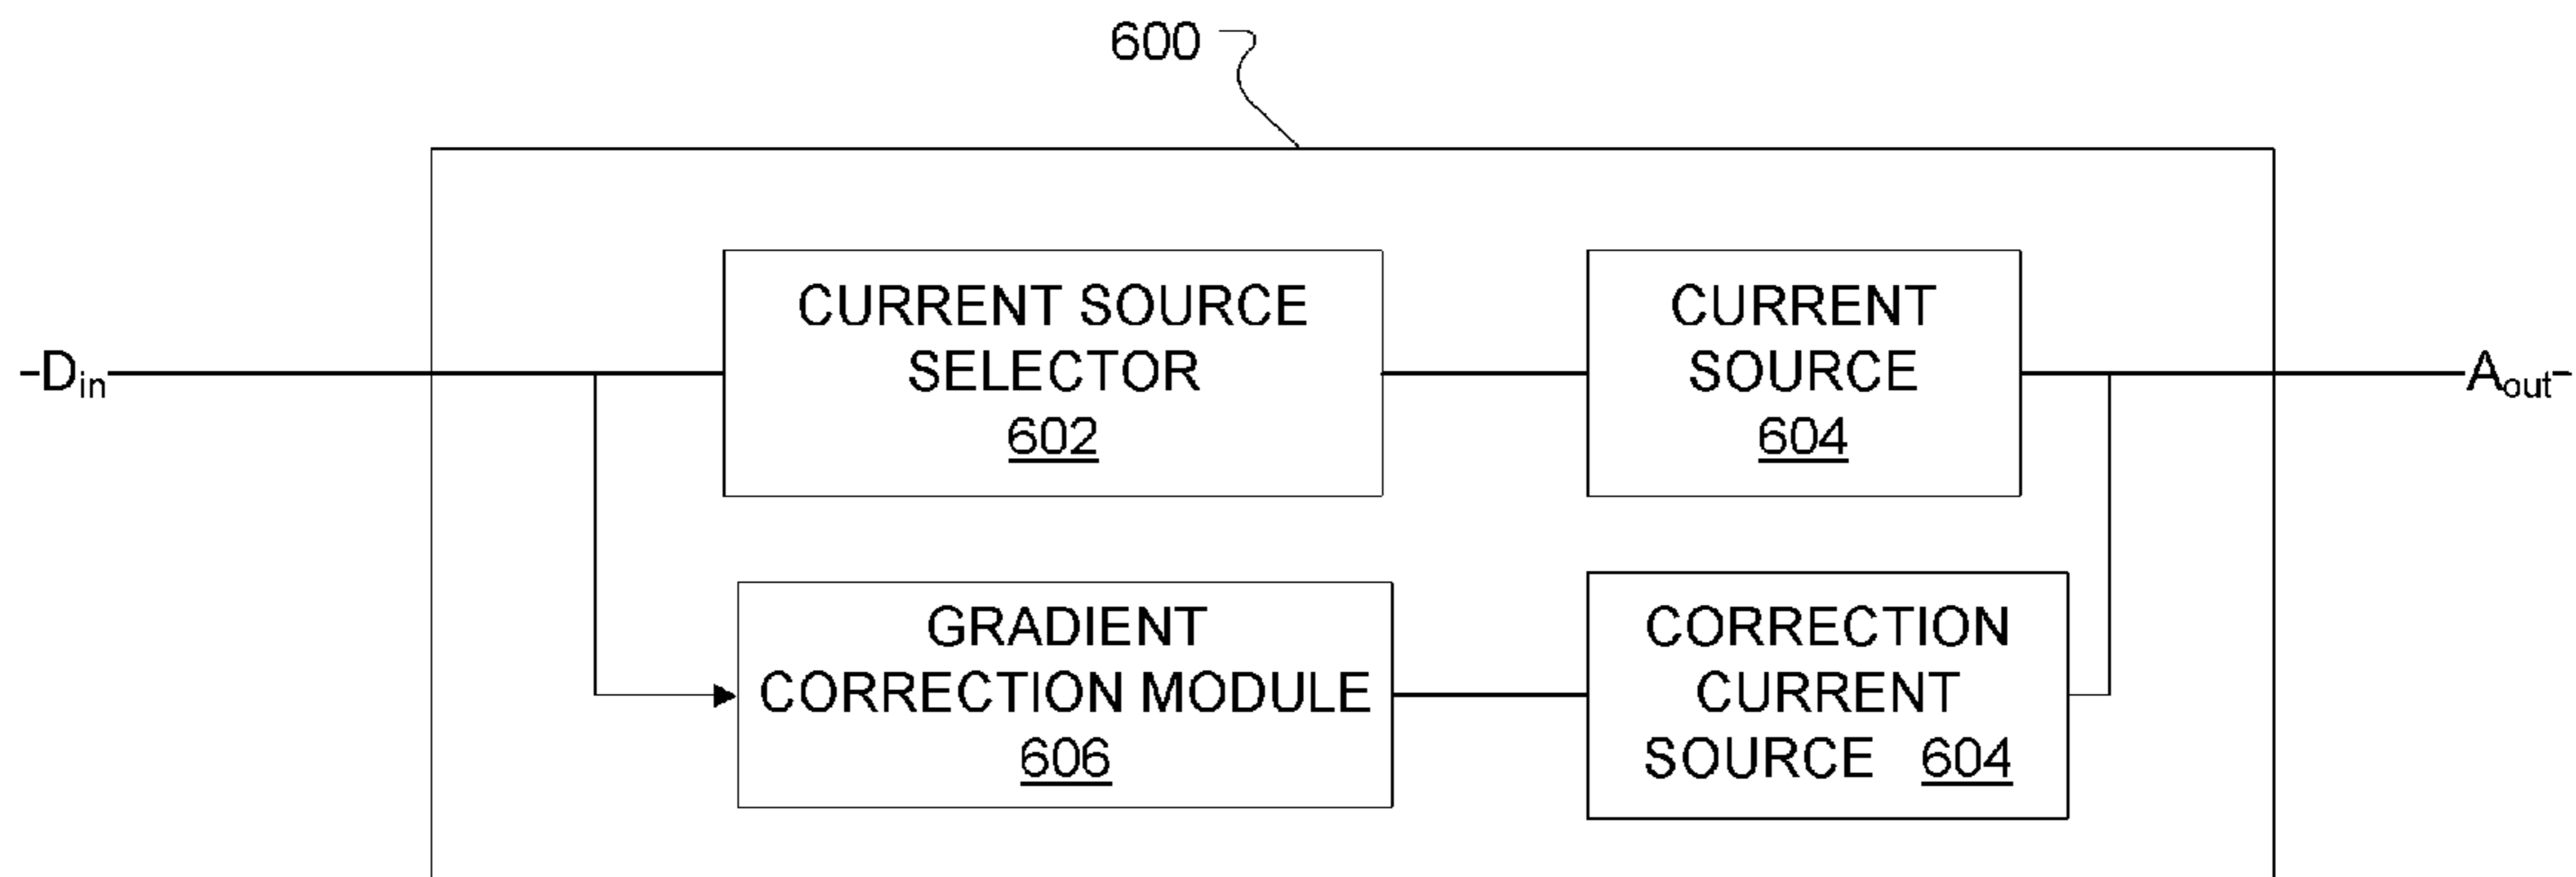 600
CURRENT SOURCE
SELECTOR
602
CURRENT
SOURCE
604
-Din
Aout-
GRADIENT
CORRECTION MODULE
606
CORRECTION
CURRENT
SOURCE 604